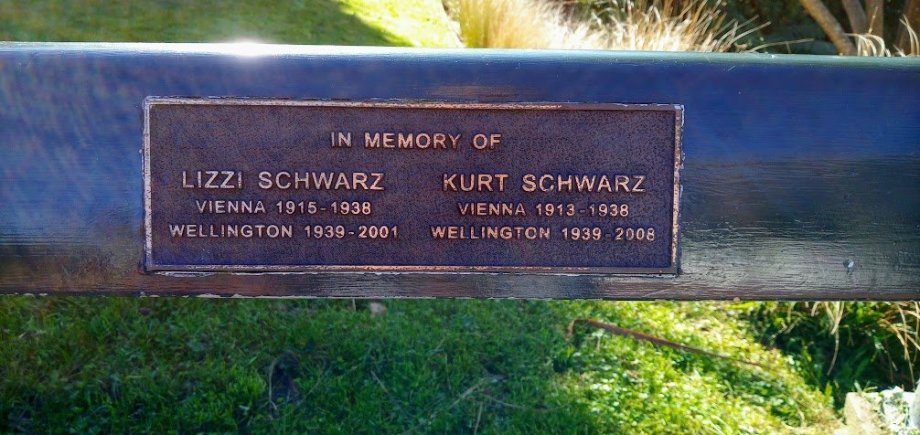 IN MEMORY OF
LIZZI SCHWARZ
VIENNA 1915-1938
WELLINGTON 1939-2001
KURT SCHWARZ
VIENNA 1913-1938
WELLINGTON 1939-2008